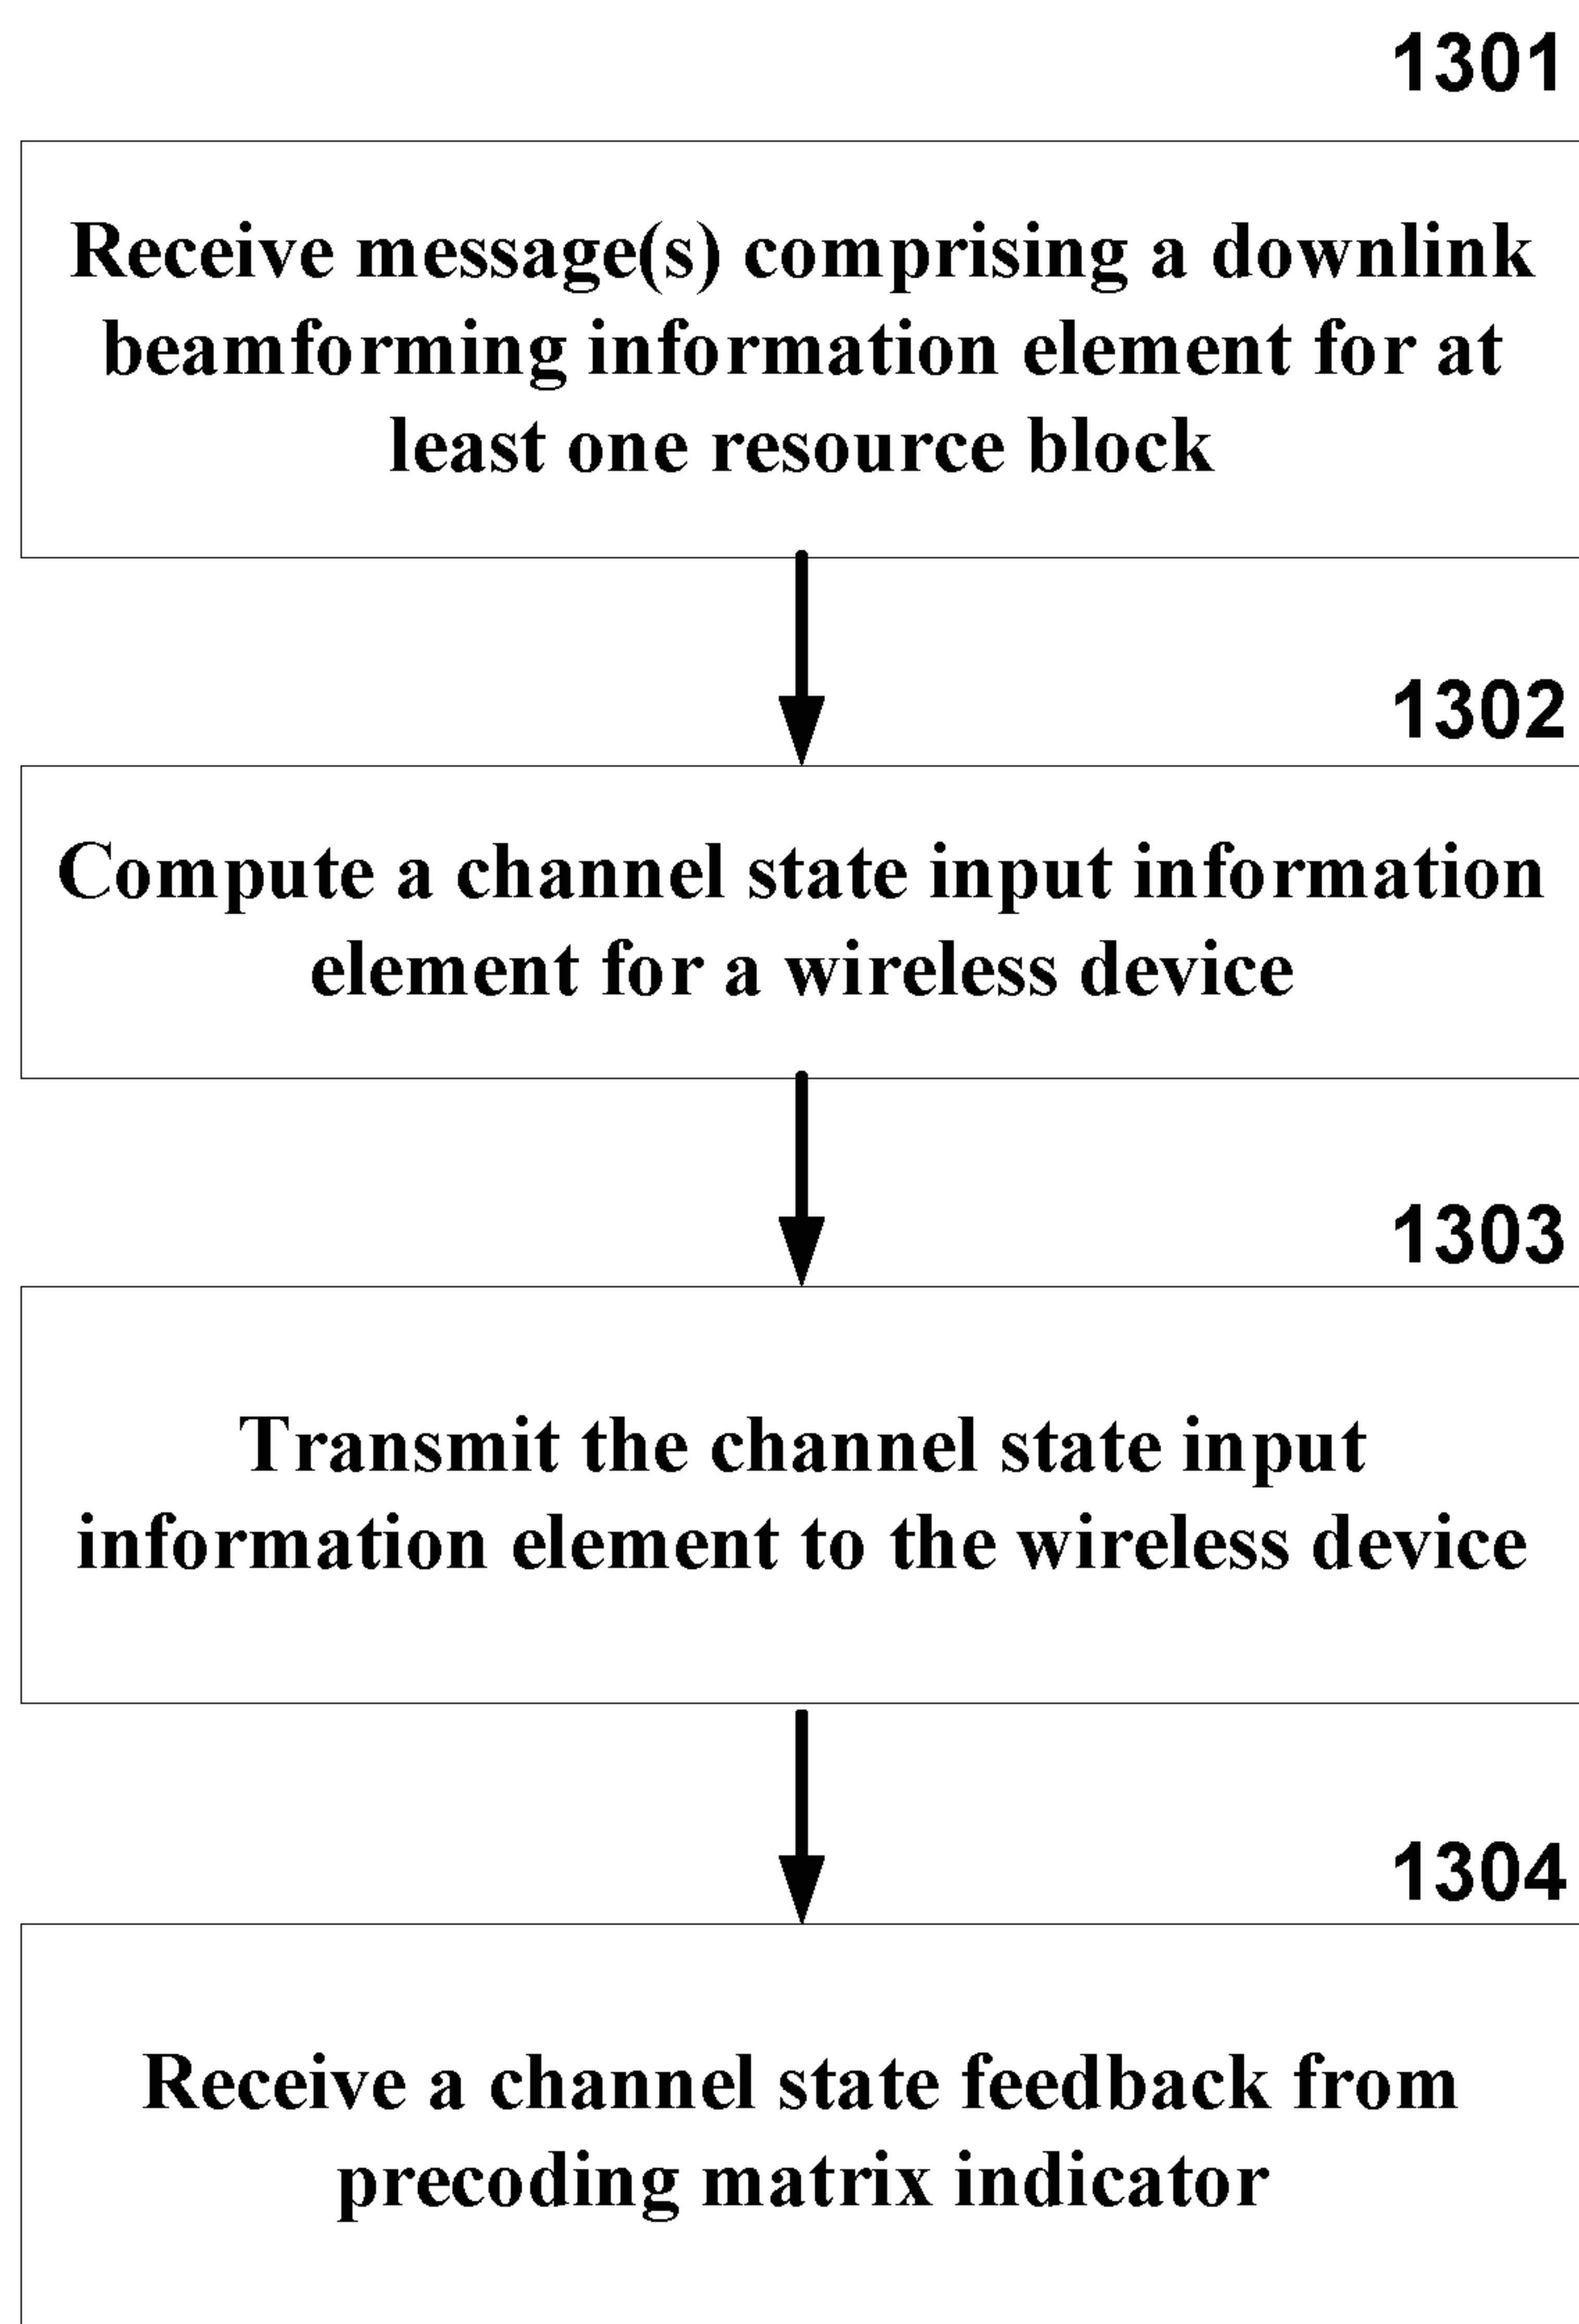 1301
Receive message(s) comprising a downlink
beamforming information element for at
least one resource block
1302
Compute a channel state input information
element for a wireless device
1303
Transmit the channel state input
information element to the wireless device
1304
Receive a channel state feedback from
precoding matrix indicator